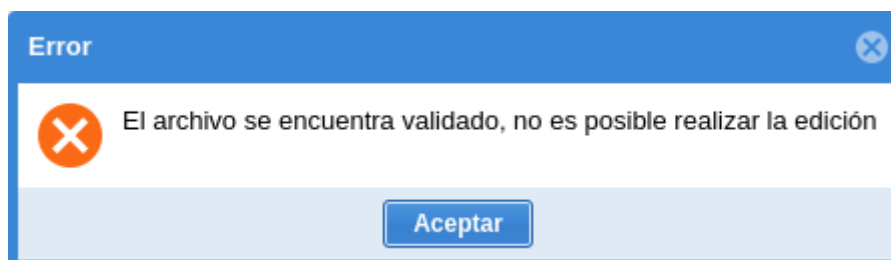 Error
El archivo se encuentra validado, no es posible realizar la edición
Aceptar